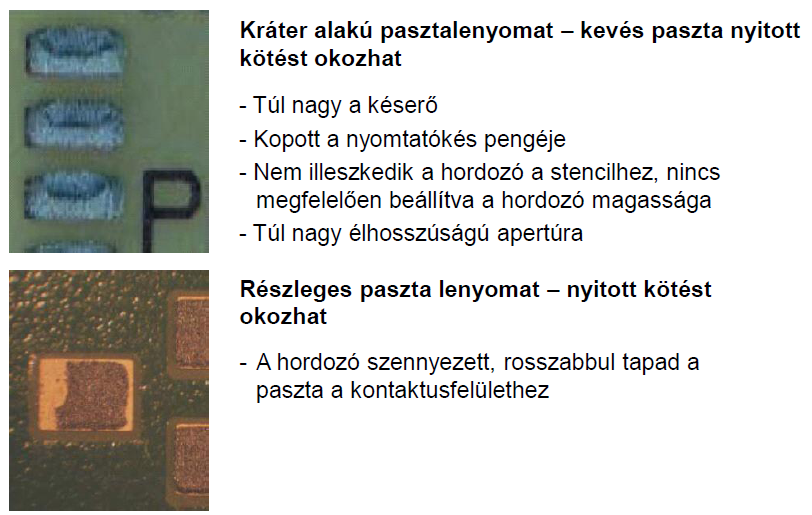 Kráter alakú pasztalenyomat – kevés paszta nyitott
kötést okozhat
- Túl nagy a késerő
- Kopott a nyomtatókés pengéje
- Nem illeszkedik a hordozó a stencilhez, nincs
megfelelően beállítva a hordozó magassága
- Túl nagy élhosszúságú apertúra
P
Részleges paszta lenyomat – nyitott kötést
okozhat
- A hordozó szennyezett, rosszabbul tapad a
paszta a kontaktusfelülethez